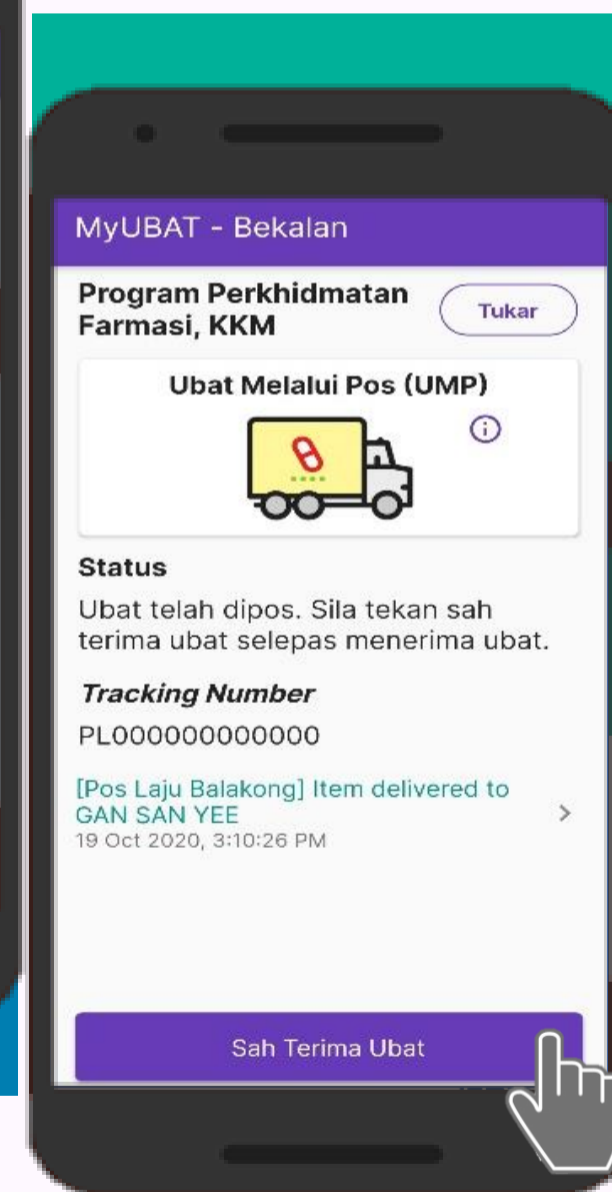 MyUBAT - Bekalan
Program Perkhidmatan
Farmasi, KKM
Tukar
Ubat Melalui Pos (UMP)
Status
Ubat telah dipos. Sila tekan sah
terima ubat selepas menerima ubat.
Tracking Number
PL000000000000
[Pos Laju Balakong] Item delivered to
GAN SAN YEE
19 Oct 2020, 3:10:26 PM
Sah Terima Ubat